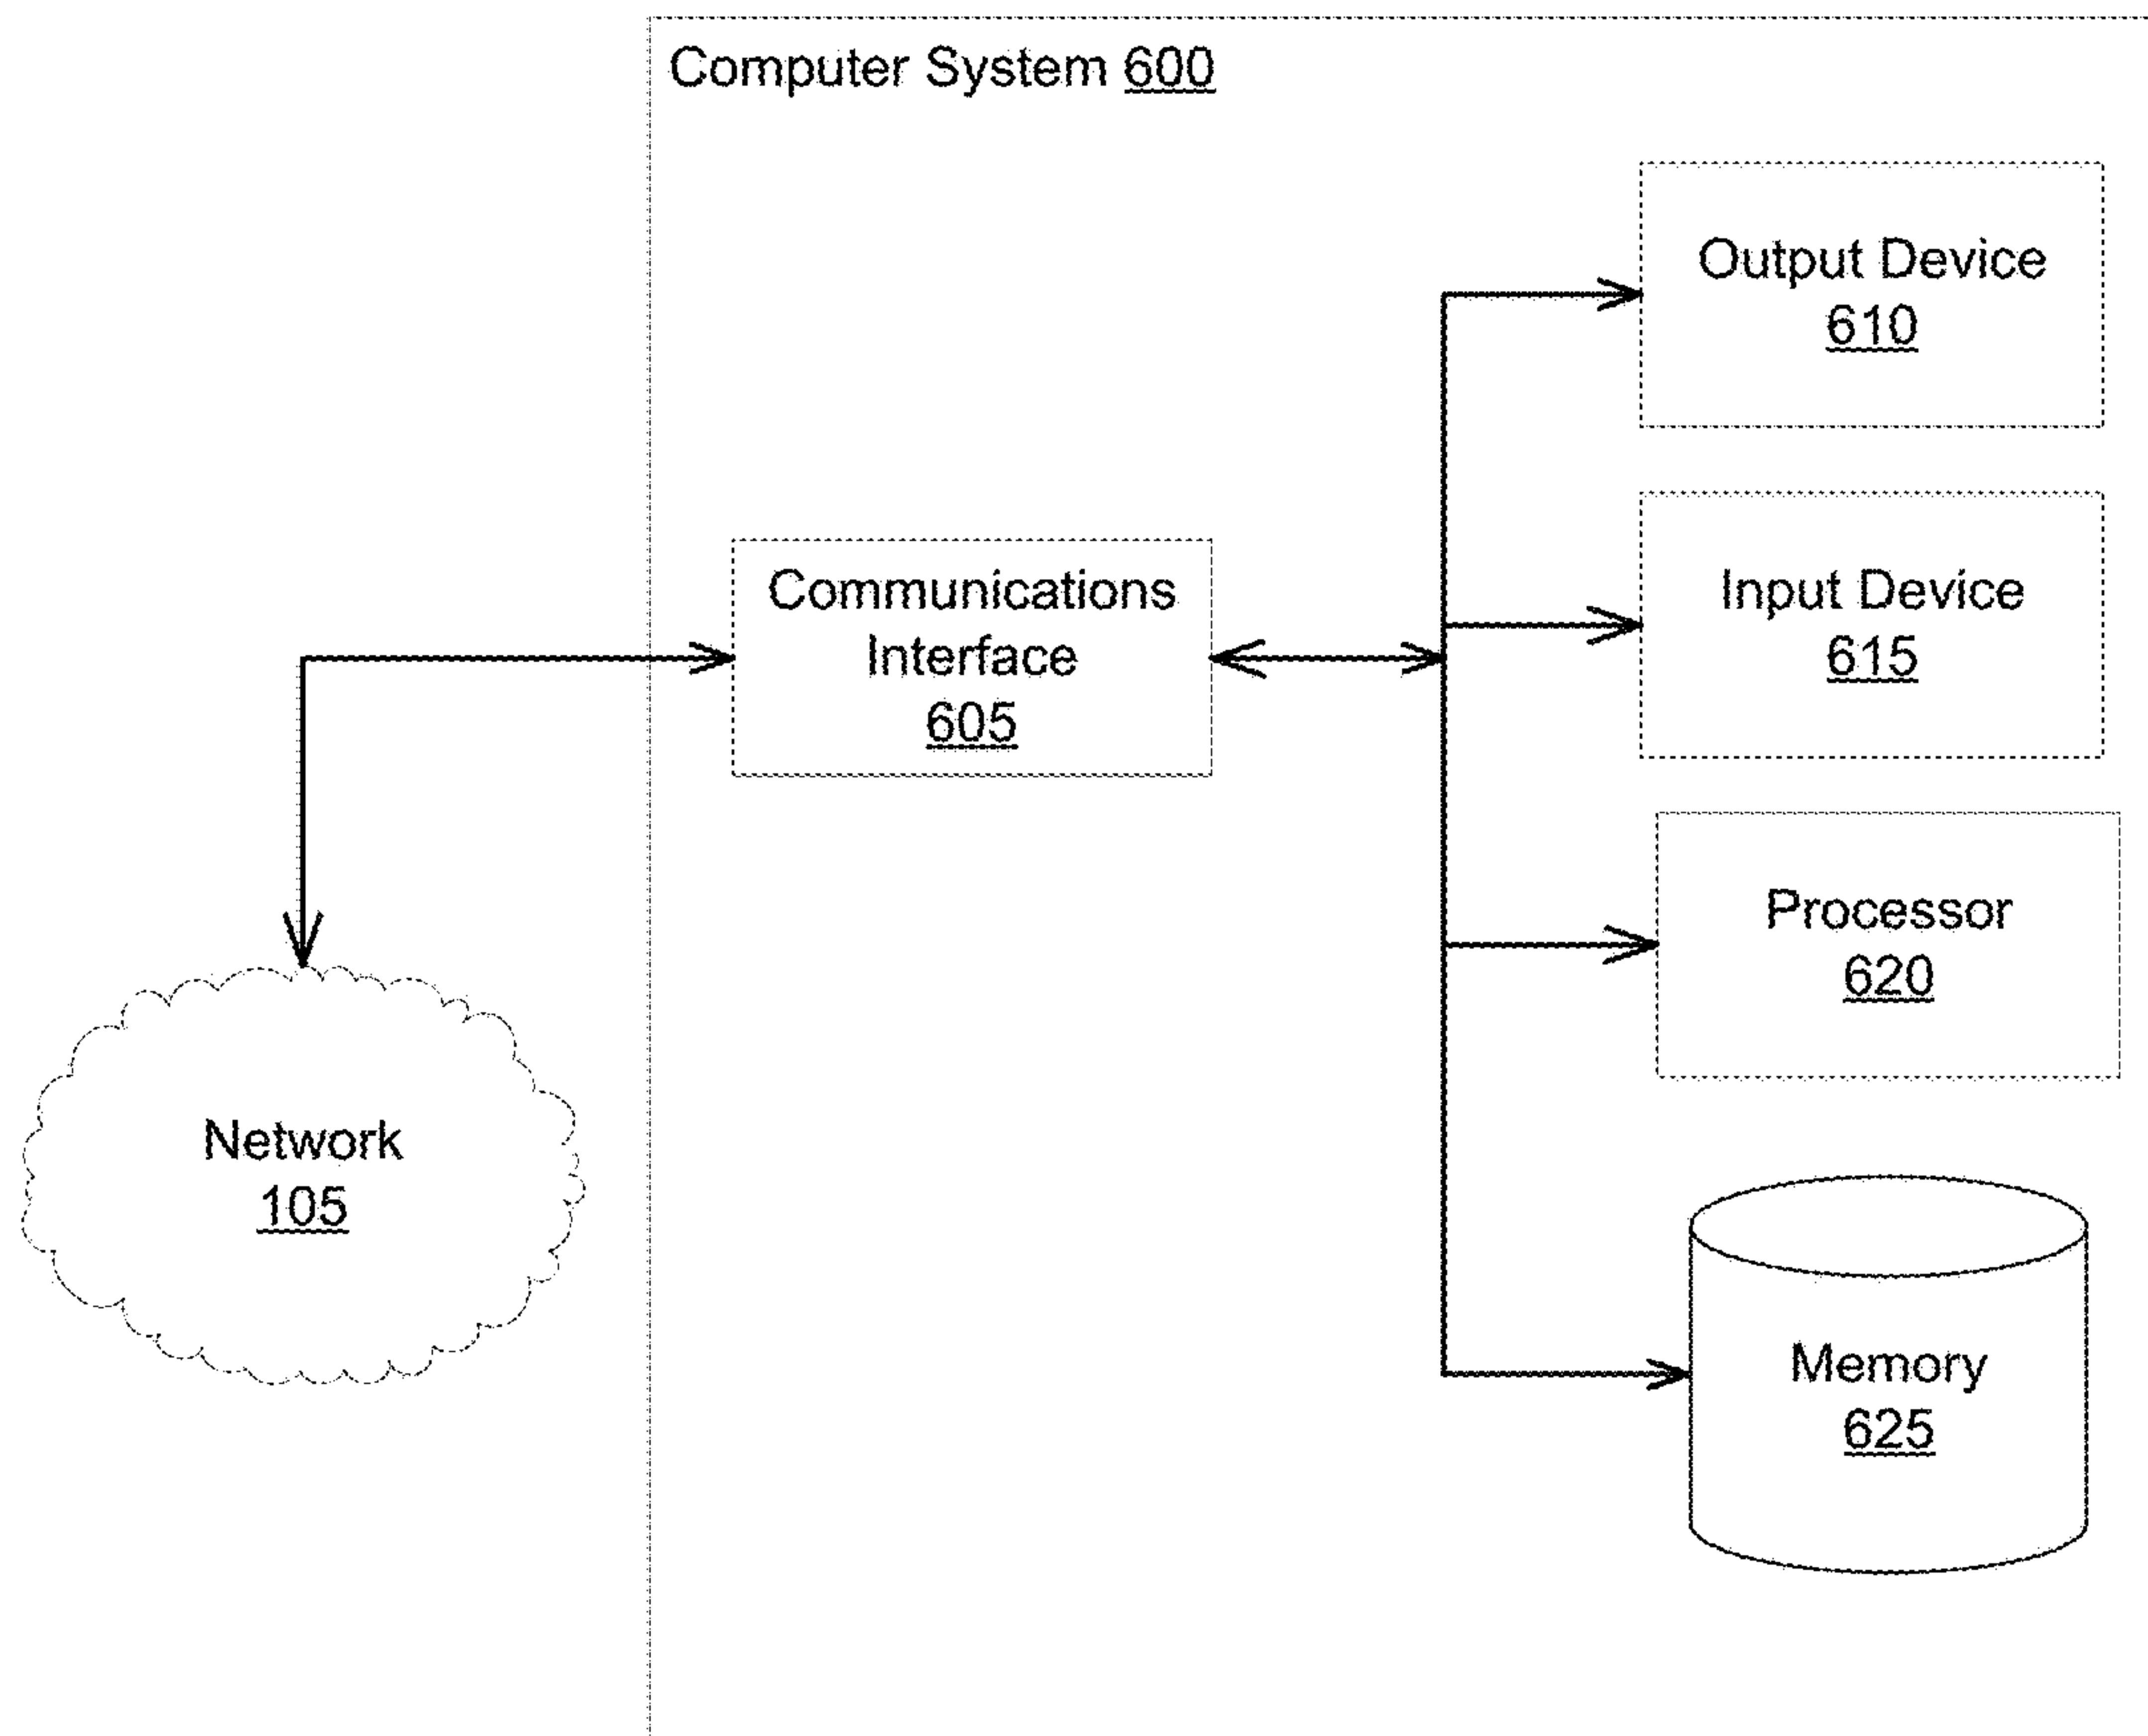 Computer System 600
Output Device
610
Input Device
615
Communications
Interface
605
Processor
620
Network
105
Memory
625